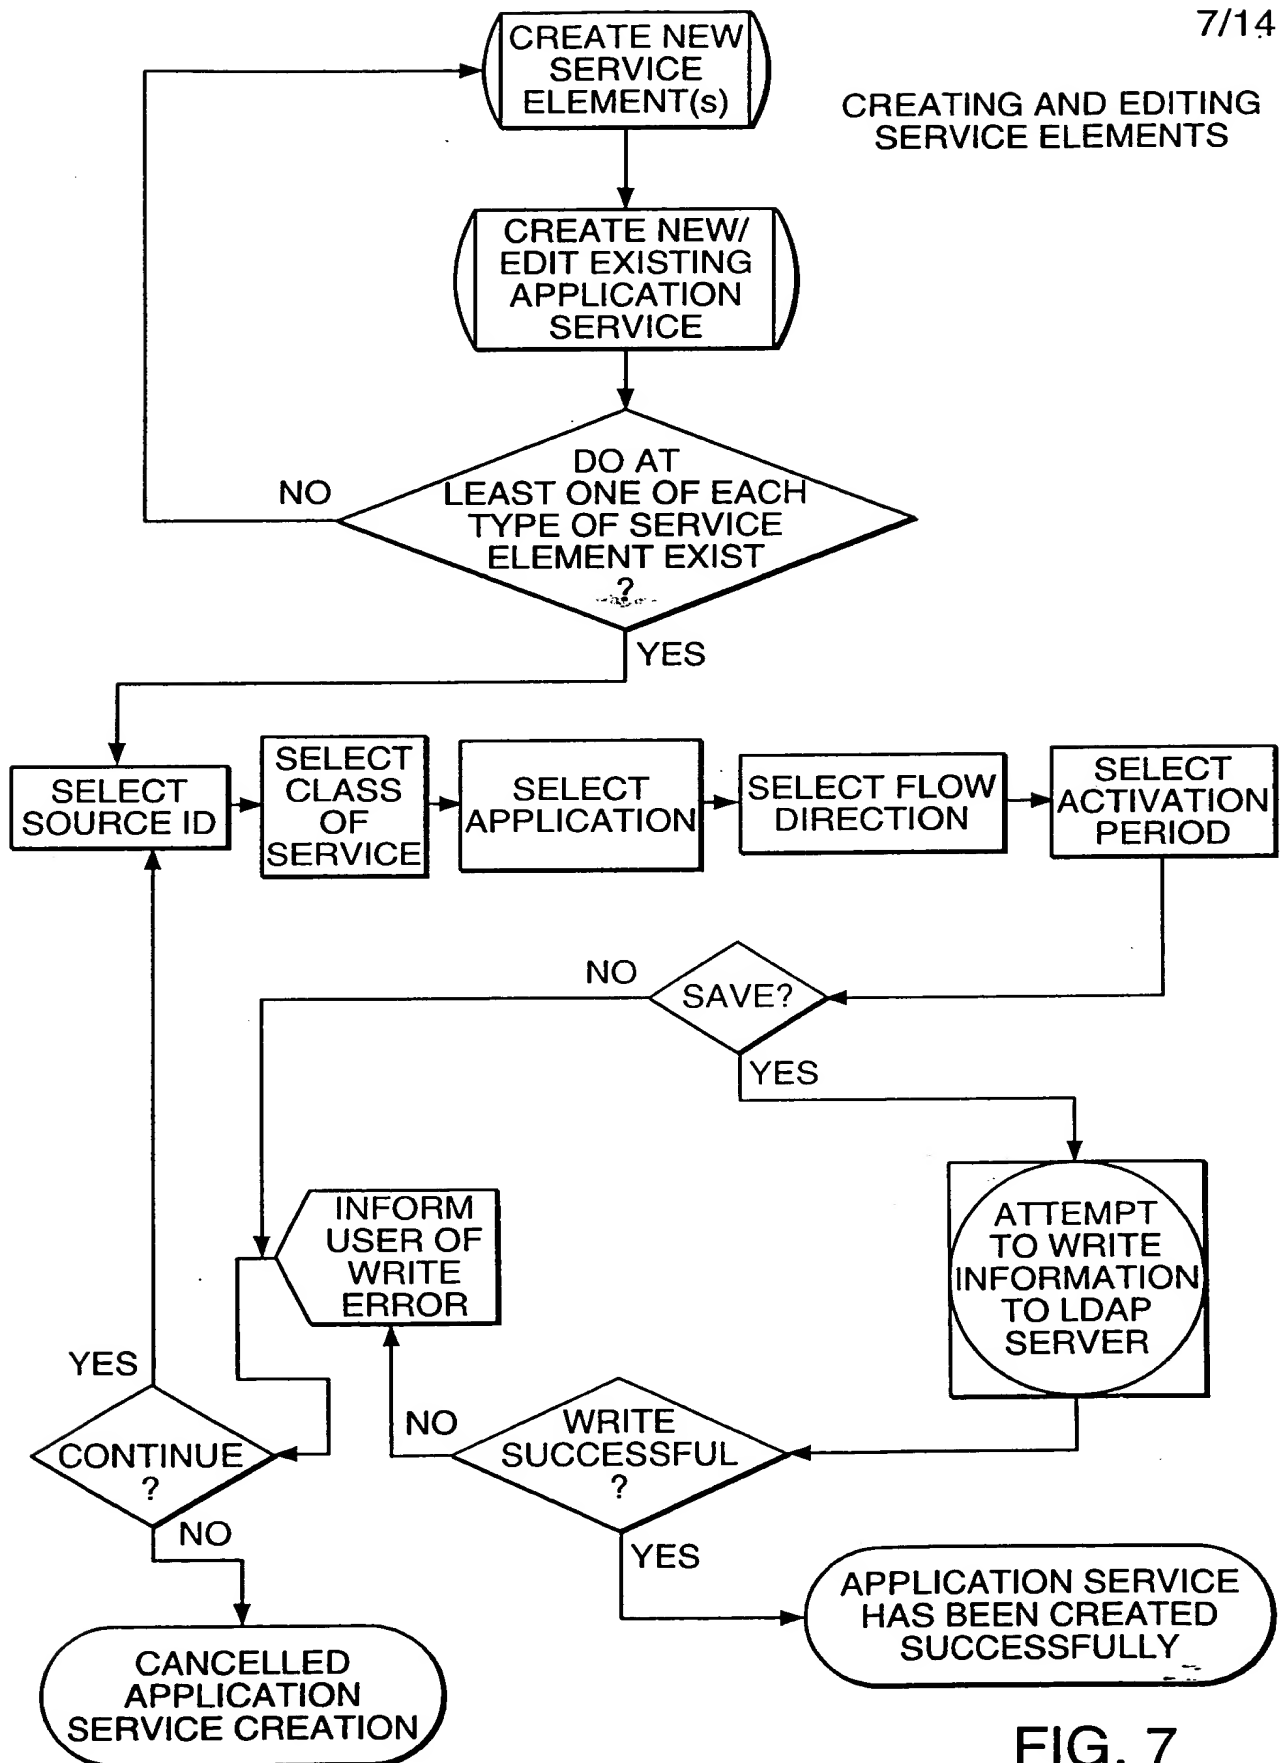 7/14
CREATING AND EDITING
SERVICE ELEMENTS
CREATE NEW
SERVICE
ELEMENT(s)
CREATE NEW/
EDIT EXISTING
APPLICATION
SERVICE
DO AT
LEAST ONE OF EACH
TYPE OF SERVICE
ELEMENT EXIST
?
NO
YES
SELECT
SOURCE ID
SELECT
CLASS
OF
SERVICE
SELECT
APPLICATION
SELECT FLOW
DIRECTION
SELECT
ACTIVATION
PERIOD
SAVE?
NO
YES
ATTEMPT
TO WRITE
INFORMATION
TO LDAP
SERVER
INFORM
USER OF
WRITE
ERROR
WRITE
SUCCESSFUL
?
NO
YES
CONTINUE
?
YES
NO
APPLICATION SERVICE
HAS BEEN CREATED
SUCCESSFULLY
CANCELLED
APPLICATION
SERVICE CREATION
FIG. 7